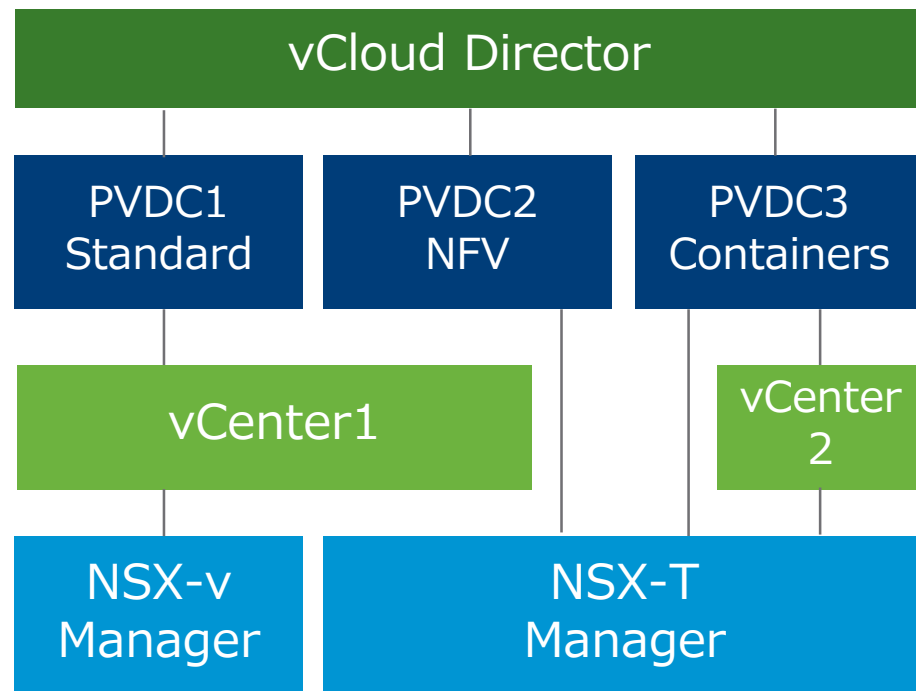 vCloud Director
PVDC1
Standard
PVDC2
NFV
PVDC3
Containers
vCenter1
vCenter
2
NSX-v
Manager
NSX-T
Manager